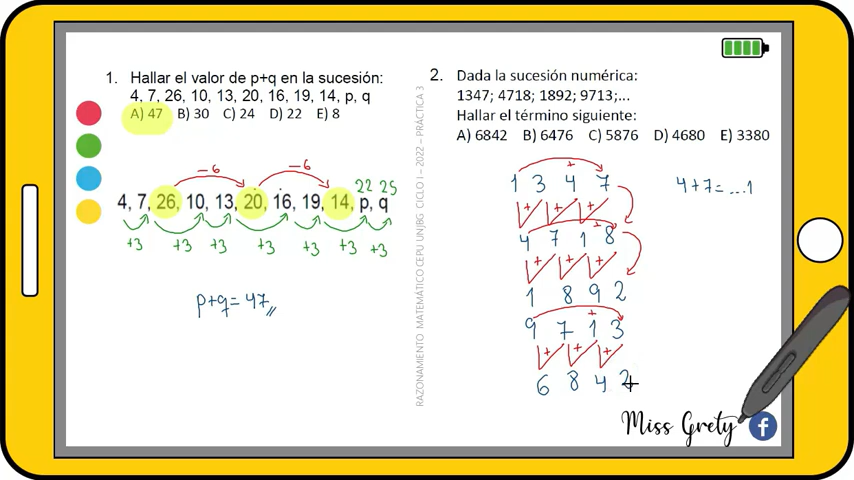 1. Hallar el valor de p+q en la sucesión:
4, 7, 26, 10, 13, 20, 16, 19, 14, p, q
A) 47 B) 30 C) 24 D) 22 E) 8
-6 -6
22 25
4, 7, 26, 10, 13, 20, 16, 19, 14, p, q
+3 +3 +3 +3 +3 +3 +3
p+q=47
RAZONAMIENTO MATEMÁTICO CEPU UNJBG CICLO I – 2022 – PRÁCTICA 3
2. Dada la sucesión numérica:
1347; 4718; 1892; 9713;...
Hallar el término siguiente:
A) 6842 B) 6476 C) 5876 D) 4680 E) 3380
+
1 3 4 7
+ + +
4 7 1 8
+
+ + +
1 8 9 2
+
9 7 1 3
+ + +
6 8 4 2
4+7=...1
Miss Grety f